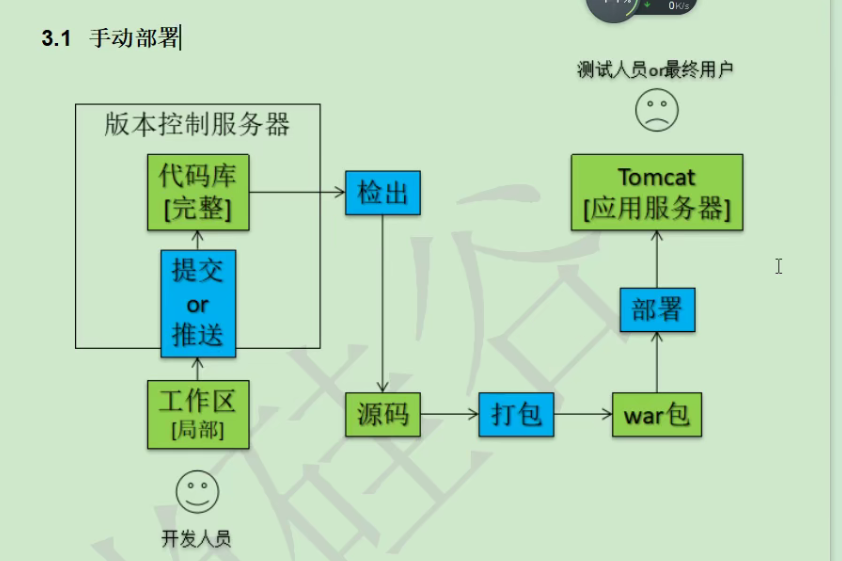 3.1 手动部署
0K/s
测试人员or最终用户
版本控制服务器
代码库
[完整]
检出
Tomcat
[应用服务器]
提交
or
推送
部署
工作区
[局部]
源码
打包
war包
开发人员
硅谷